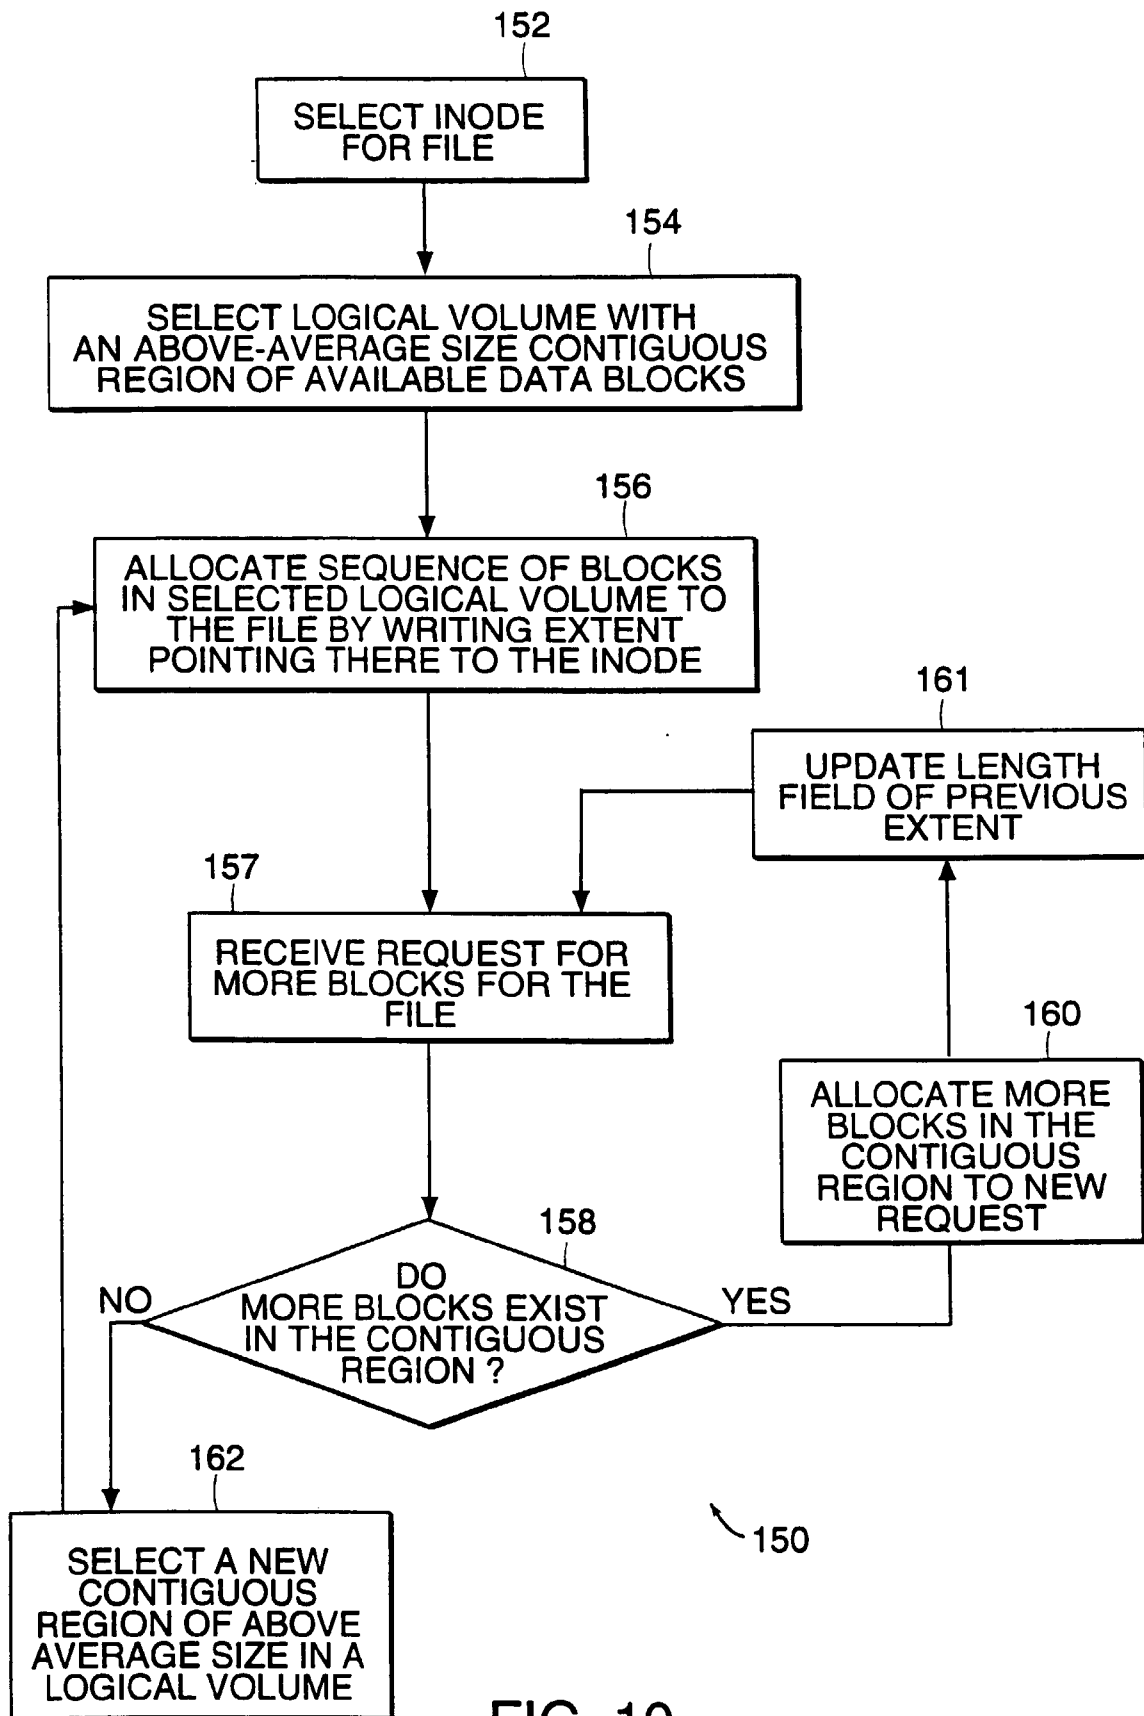 152
SELECT INODE
FOR FILE
154
SELECT LOGICAL VOLUME WITH
AN ABOVE-AVERAGE SIZE CONTIGUOUS
REGION OF AVAILABLE DATA BLOCKS
156
ALLOCATE SEQUENCE OF BLOCKS
IN SELECTED LOGICAL VOLUME TO
THE FILE BY WRITING EXTENT
POINTING THERE TO THE INODE
161
UPDATE LENGTH
FIELD OF PREVIOUS
EXTENT
157
RECEIVE REQUEST FOR
MORE BLOCKS FOR THE
FILE
160
ALLOCATE MORE
BLOCKS IN THE
CONTIGUOUS
REGION TO NEW
REQUEST
158
DO
MORE BLOCKS EXIST
IN THE CONTIGUOUS
REGION ?
NO
YES
162
SELECT A NEW
CONTIGUOUS
REGION OF ABOVE
AVERAGE SIZE IN A
LOGICAL VOLUME
150
FIG. 10